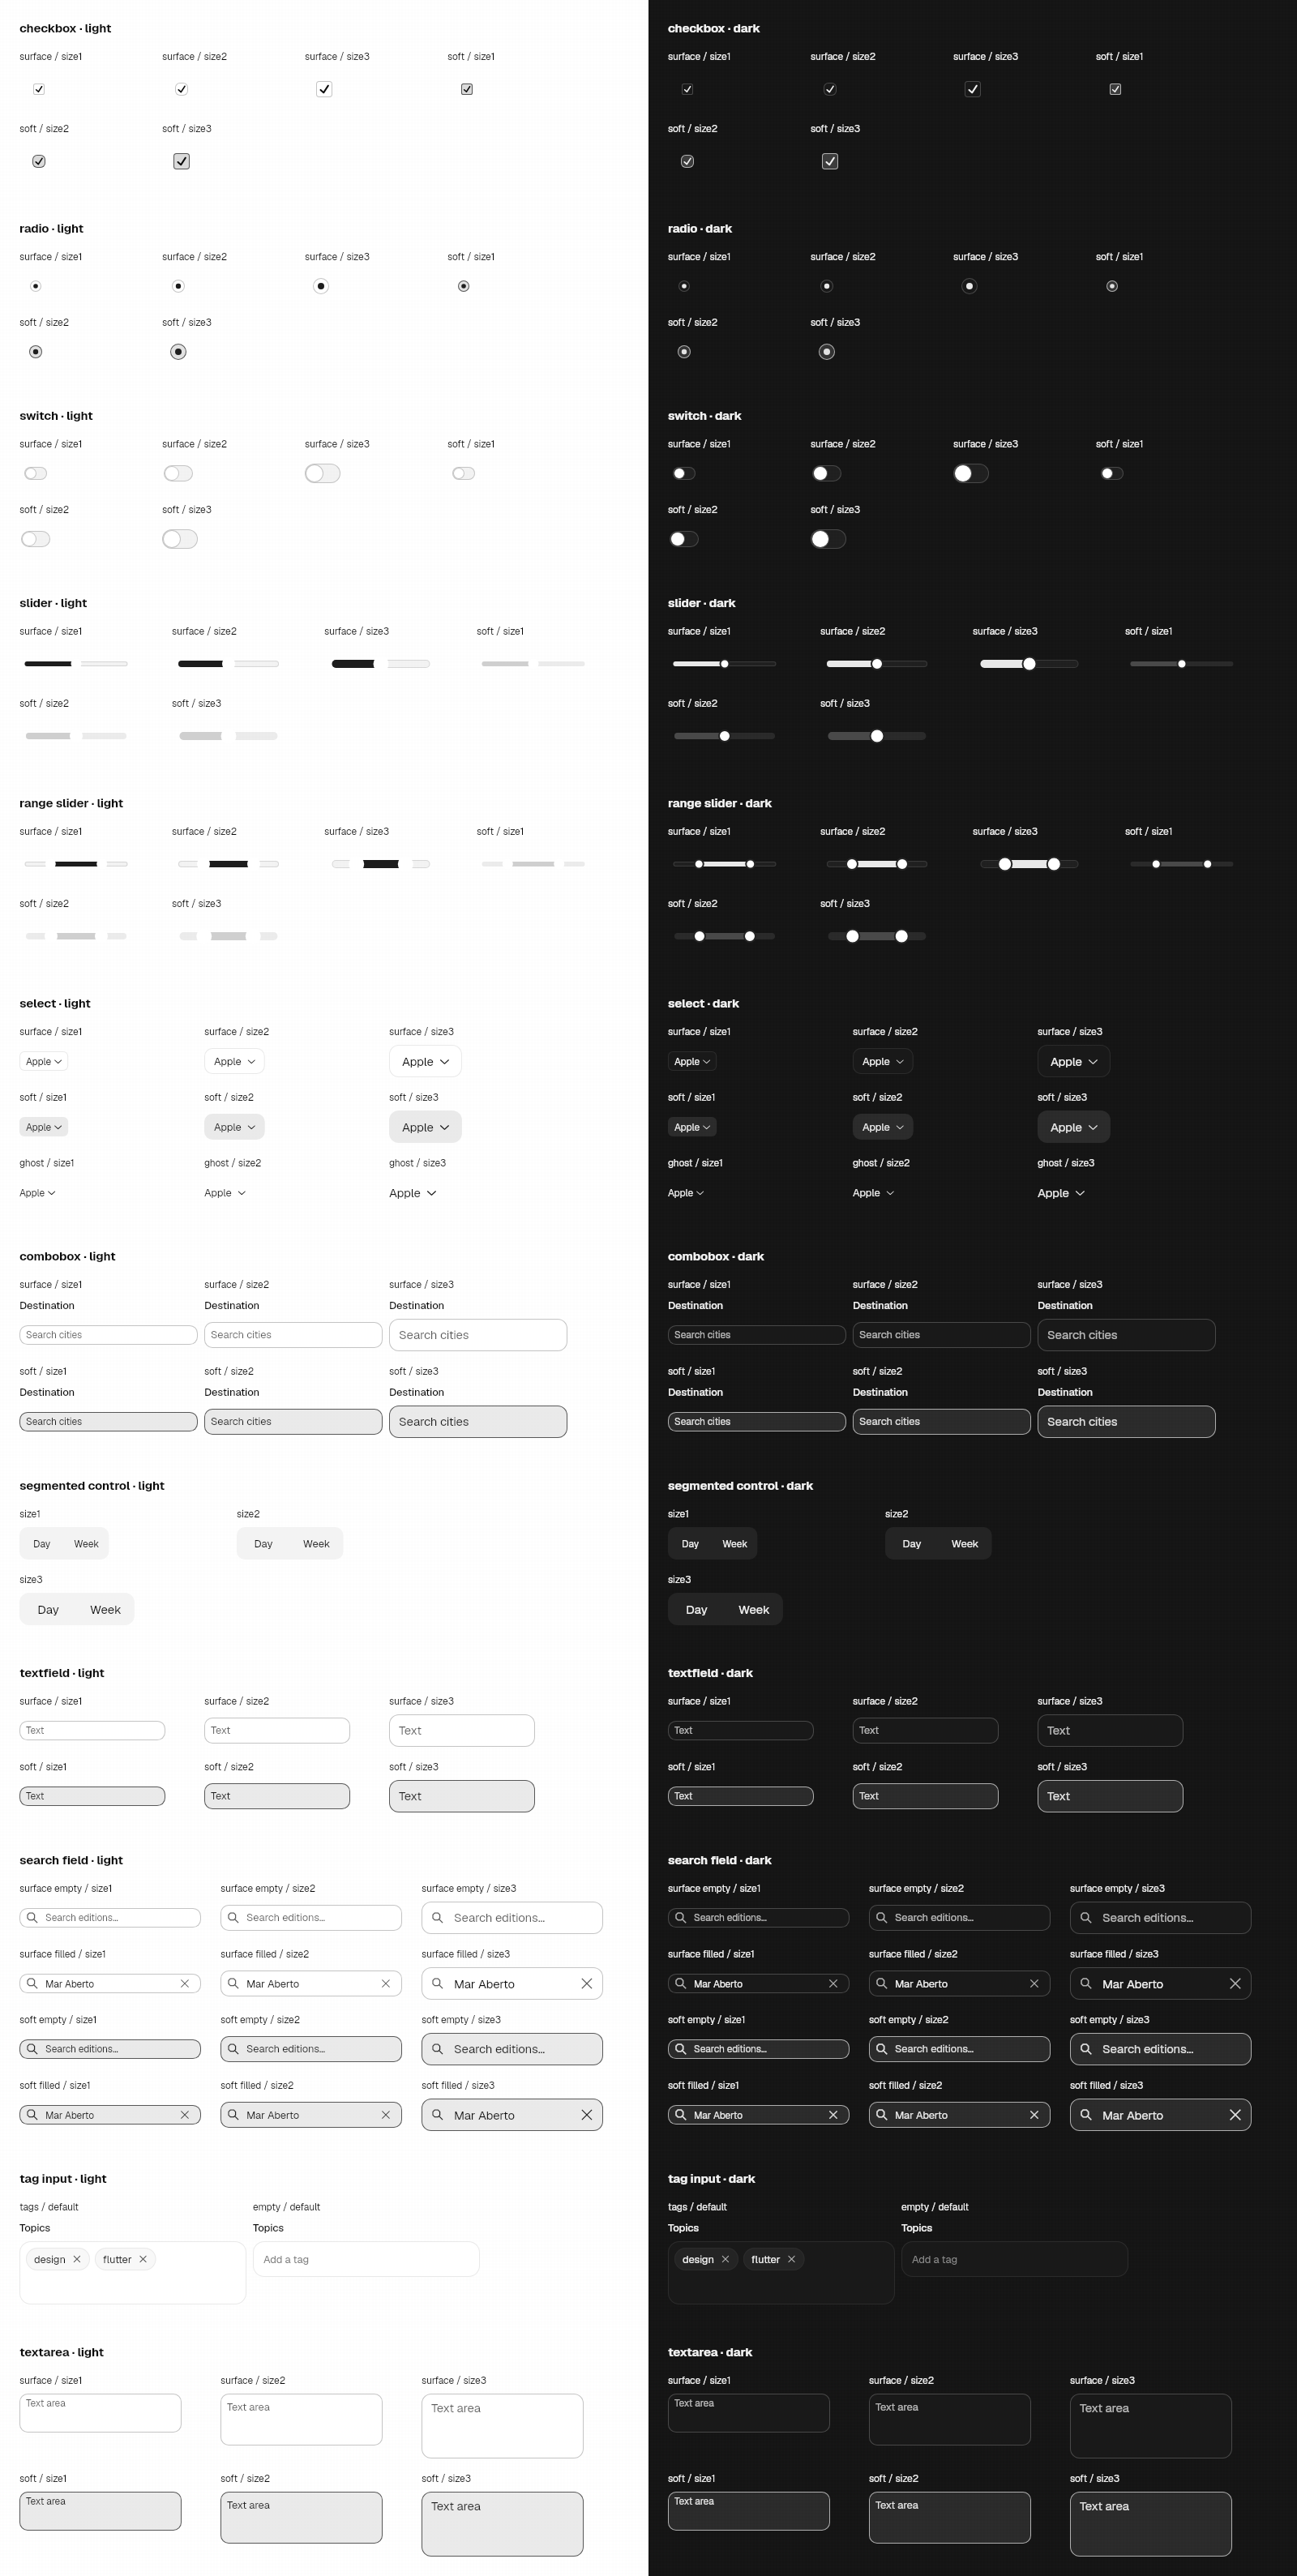 checkbox · light
surface / size1 surface / size2 surface / size3 soft / size1
soft / size2 soft / size3
radio · light
surface / size1 surface / size2 surface / size3 soft / size1
soft / size2 soft / size3
switch · light
surface / size1 surface / size2 surface / size3 soft / size1
soft / size2 soft / size3
slider · light
surface / size1 surface / size2 surface / size3 soft / size1
soft / size2 soft / size3
range slider · light
surface / size1 surface / size2 surface / size3 soft / size1
soft / size2 soft / size3
select · light
surface / size1 surface / size2 surface / size3
Apple Apple Apple
soft / size1 soft / size2 soft / size3
Apple Apple Apple
ghost / size1 ghost / size2 ghost / size3
Apple Apple Apple
combobox · light
surface / size1 surface / size2 surface / size3
Destination Destination Destination
Search cities Search cities Search cities
soft / size1 soft / size2 soft / size3
Destination Destination Destination
Search cities Search cities Search cities
segmented control · light
size1 size2
Day Week Day Week
size3
Day Week
textfield · light
surface / size1 surface / size2 surface / size3
Text Text Text
soft / size1 soft / size2 soft / size3
Text Text Text
search field · light
surface empty / size1 surface empty / size2 surface empty / size3
Search editions... Search editions... Search editions...
surface filled / size1 surface filled / size2 surface filled / size3
Mar Aberto Mar Aberto Mar Aberto
soft empty / size1 soft empty / size2 soft empty / size3
Search editions... Search editions... Search editions...
soft filled / size1 soft filled / size2 soft filled / size3
Mar Aberto Mar Aberto Mar Aberto
tag input · light
tags / default empty / default
Topics Topics
design flutter Add a tag
textarea · light
surface / size1 surface / size2 surface / size3
Text area Text area Text area
soft / size1 soft / size2 soft / size3
Text area Text area Text area
checkbox · dark
surface / size1 surface / size2 surface / size3 soft / size1
soft / size2 soft / size3
radio · dark
surface / size1 surface / size2 surface / size3 soft / size1
soft / size2 soft / size3
switch · dark
surface / size1 surface / size2 surface / size3 soft / size1
soft / size2 soft / size3
slider · dark
surface / size1 surface / size2 surface / size3 soft / size1
soft / size2 soft / size3
range slider · dark
surface / size1 surface / size2 surface / size3 soft / size1
soft / size2 soft / size3
select · dark
surface / size1 surface / size2 surface / size3
Apple Apple Apple
soft / size1 soft / size2 soft / size3
Apple Apple Apple
ghost / size1 ghost / size2 ghost / size3
Apple Apple Apple
combobox · dark
surface / size1 surface / size2 surface / size3
Destination Destination Destination
Search cities Search cities Search cities
soft / size1 soft / size2 soft / size3
Destination Destination Destination
Search cities Search cities Search cities
segmented control · dark
size1 size2
Day Week Day Week
size3
Day Week
textfield · dark
surface / size1 surface / size2 surface / size3
Text Text Text
soft / size1 soft / size2 soft / size3
Text Text Text
search field · dark
surface empty / size1 surface empty / size2 surface empty / size3
Search editions... Search editions... Search editions...
surface filled / size1 surface filled / size2 surface filled / size3
Mar Aberto Mar Aberto Mar Aberto
soft empty / size1 soft empty / size2 soft empty / size3
Search editions... Search editions... Search editions...
soft filled / size1 soft filled / size2 soft filled / size3
Mar Aberto Mar Aberto Mar Aberto
tag input · dark
tags / default empty / default
Topics Topics
design flutter Add a tag
textarea · dark
surface / size1 surface / size2 surface / size3
Text area Text area Text area
soft / size1 soft / size2 soft / size3
Text area Text area Text area